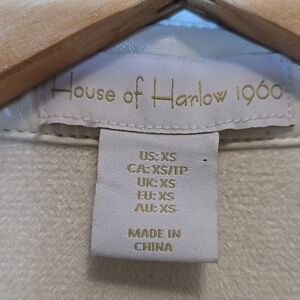 House of Harlow 1960
US: XS
CA: XS/TP
UK: XS
EU: XS
AU: XS
MADE IN
CHINA